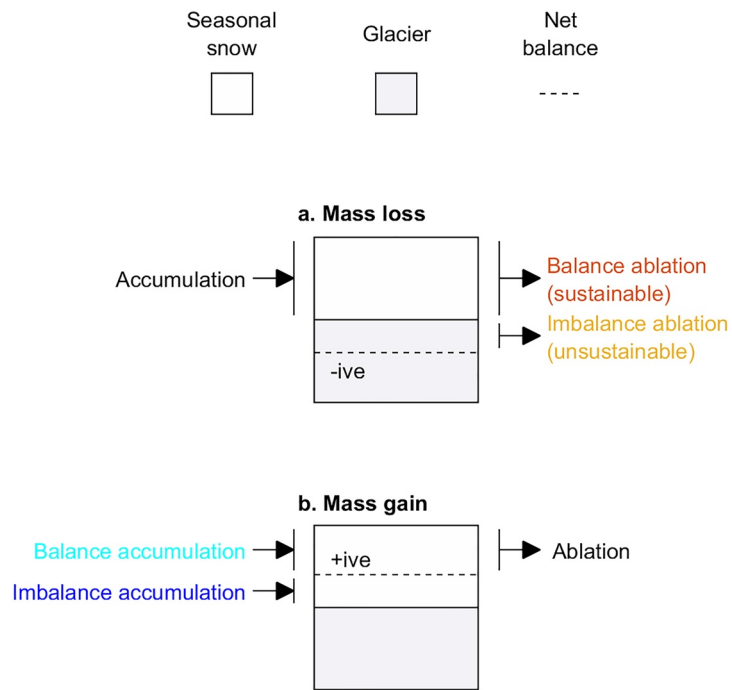 Seasonal
snow
Glacier
Net
balance
a. Mass loss
Accumulation
Balance ablation
(sustainable)
Imbalance ablation
(unsustainable)
-ive
b. Mass gain
Balance accumulation
+ive
Ablation
Imbalance accumulation